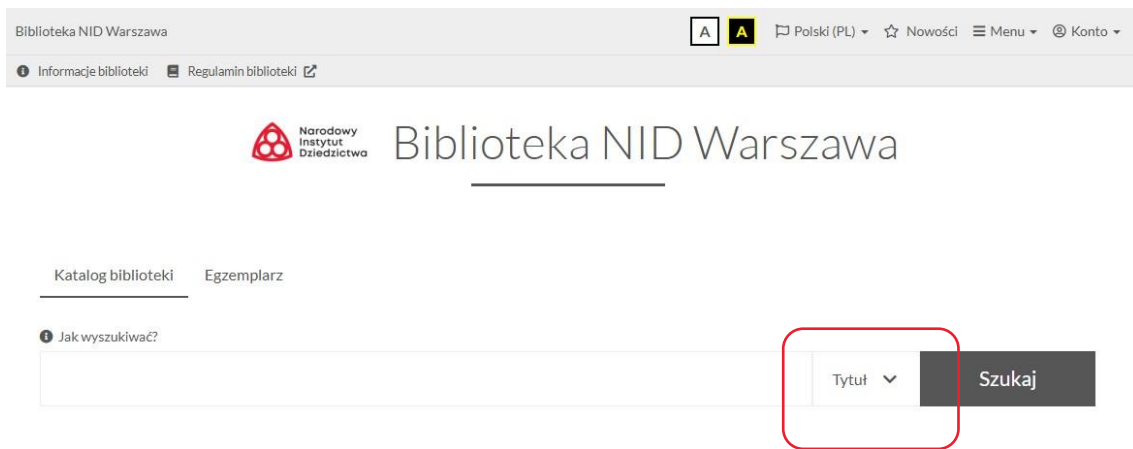 Biblioteka NID Warszawa A A Polski (PL) Nowości Menu Konto
Informacje biblioteki Regulamin biblioteki
Narodowy
Instytut
Dziedzictwa
Biblioteka NID Warszawa
Katalog biblioteki Egzemplarz
Jak wyszukiwać?
Tytuł Szukaj